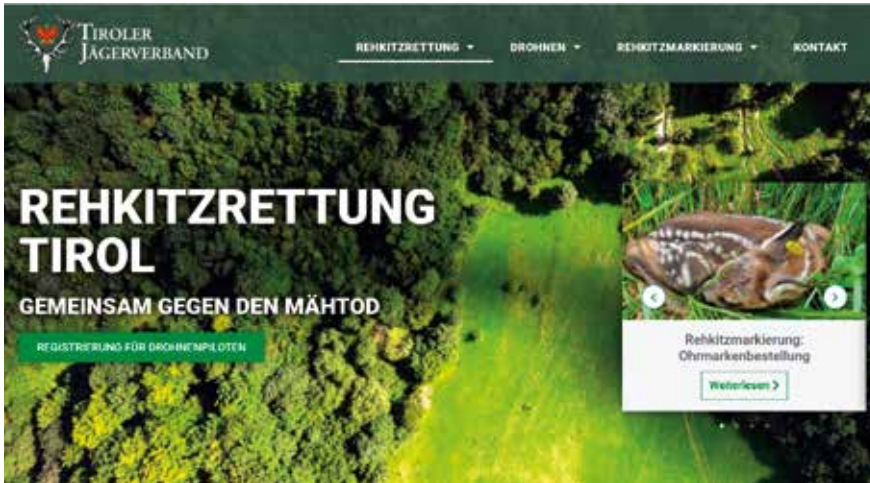 TIROLER
JÄGERVERBAND
REHKITZRETTUNG
DROHNEN
REHKITZMARKIERUNG
KONTAKT
REHKITZRETTUNG
TIROL
GEMEINSAM GEGEN DEN MÄHTOD
REGISTRIERUNG FÜR DROHNENPILOTEN
Rehkitzmarkierung:
Ohrmarkenbestellung
Weiterlesen